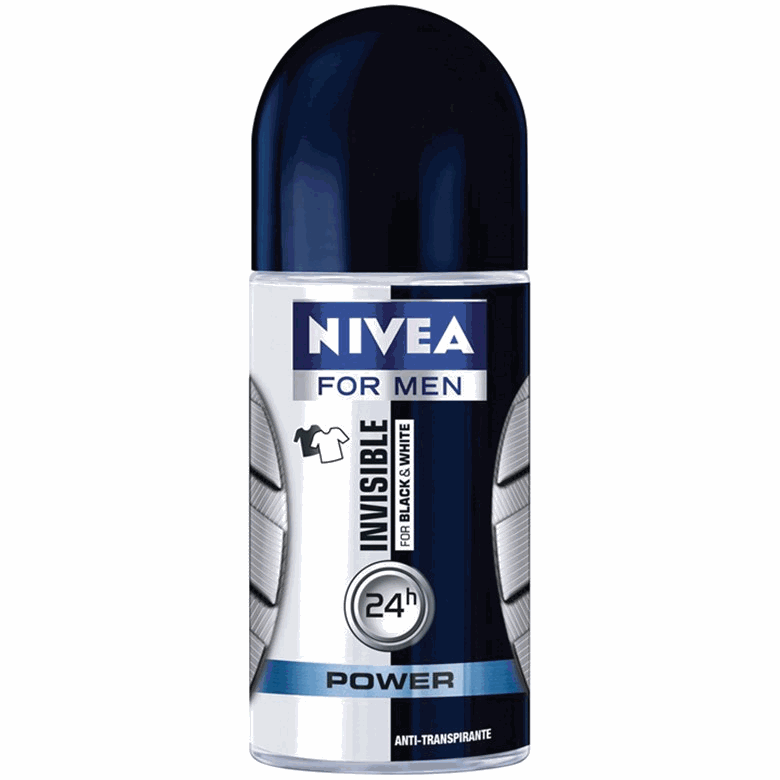 NIVEA
FOR MEN
INVISIBLE
FOR BLACK & WHITE
24h
POWER
ANTI-TRANSPIRANTE